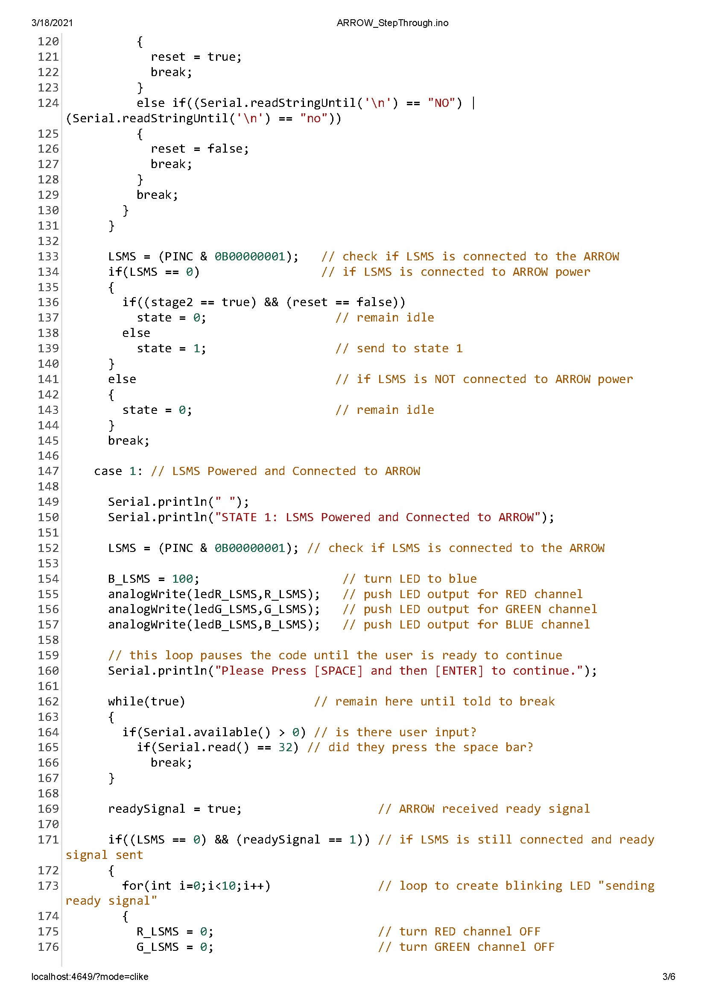 3/18/2021 ARROW_StepThrough.ino
120 {
121 reset = true;
122 break;
123 }
124 else if((Serial.readStringUntil('\n') == "NO") |
(Serial.readStringUntil('\n') == "no"))
125 {
126 reset = false;
127 break;
128 }
129 break;
130 }
131 }
132
133 LSMS = (PINC & 0B00000001); // check if LSMS is connected to the ARROW
134 if(LSMS == 0) // if LSMS is connected to ARROW power
135 {
136 if((stage2 == true) && (reset == false))
137 state = 0; // remain idle
138 else
139 state = 1; // send to state 1
140 }
141 else // if LSMS is NOT connected to ARROW power
142 {
143 state = 0; // remain idle
144 }
145 break;
146
147 case 1: // LSMS Powered and Connected to ARROW
148
149 Serial.println(" ");
150 Serial.println("STATE 1: LSMS Powered and Connected to ARROW");
151
152 LSMS = (PINC & 0B00000001); // check if LSMS is connected to the ARROW
153
154 B_LSMS = 100; // turn LED to blue
155 analogWrite(ledR_LSMS,R_LSMS); // push LED output for RED channel
156 analogWrite(ledG_LSMS,G_LSMS); // push LED output for GREEN channel
157 analogWrite(ledB_LSMS,B_LSMS); // push LED output for BLUE channel
158
159 // this loop pauses the code until the user is ready to continue
160 Serial.println("Please Press [SPACE] and then [ENTER] to continue.");
161
162 while(true) // remain here until told to break
163 {
164 if(Serial.available() > 0) // is there user input?
165 if(Serial.read() == 32) // did they press the space bar?
166 break;
167 }
168
169 readySignal = true; // ARROW received ready signal
170
171 if((LSMS == 0) && (readySignal == 1)) // if LSMS is still connected and ready
signal sent
172 {
173 for(int i=0;i<10;i++) // loop to create blinking LED "sending
ready signal"
174 {
175 R_LSMS = 0; // turn RED channel OFF
176 G_LSMS = 0; // turn GREEN channel OFF
localhost:4649/?mode=clike 3/6